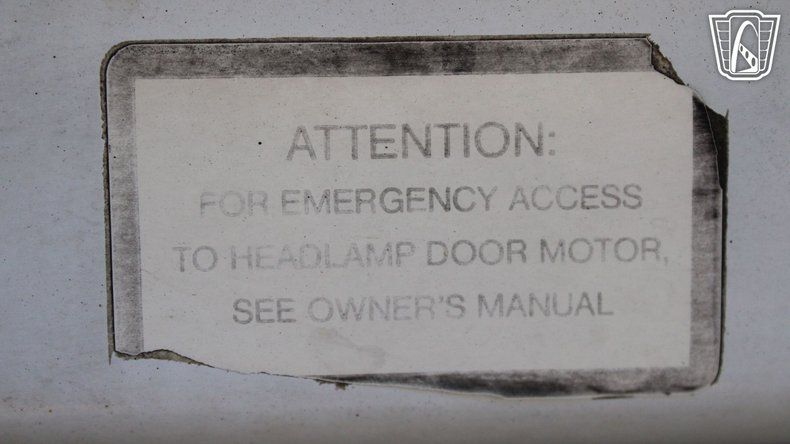 ATTENTION:
FOR EMERGENCY ACCESS
TO HEADLAMP DOOR MOTOR,
SEE OWNER'S MANUAL